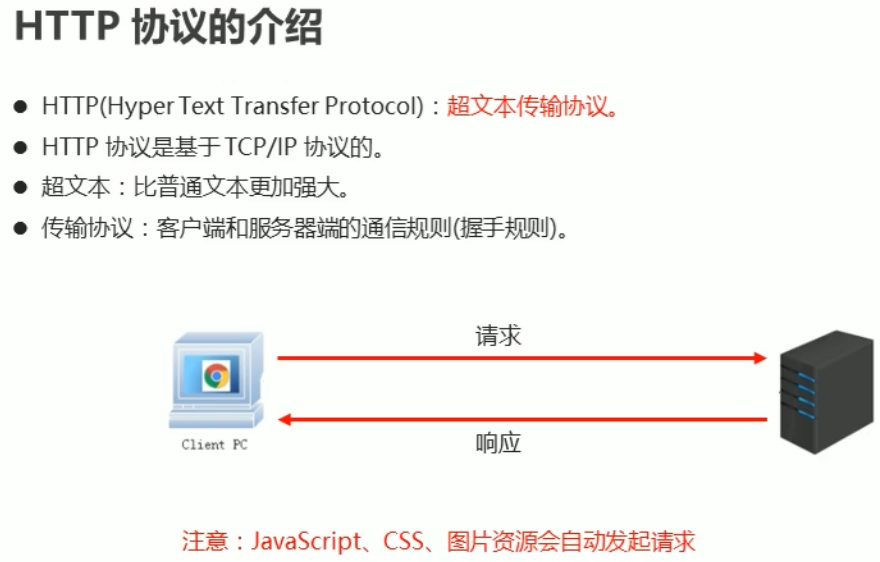 HTTP 协议的介绍
● HTTP(Hyper Text Transfer Protocol)：超文本传输协议。
● HTTP 协议是基于 TCP/IP 协议的。
● 超文本：比普通文本更加强大。
● 传输协议：客户端和服务器端的通信规则(握手规则)。
请求
Client PC
响应
注意：JavaScript、CSS、图片资源会自动发起请求